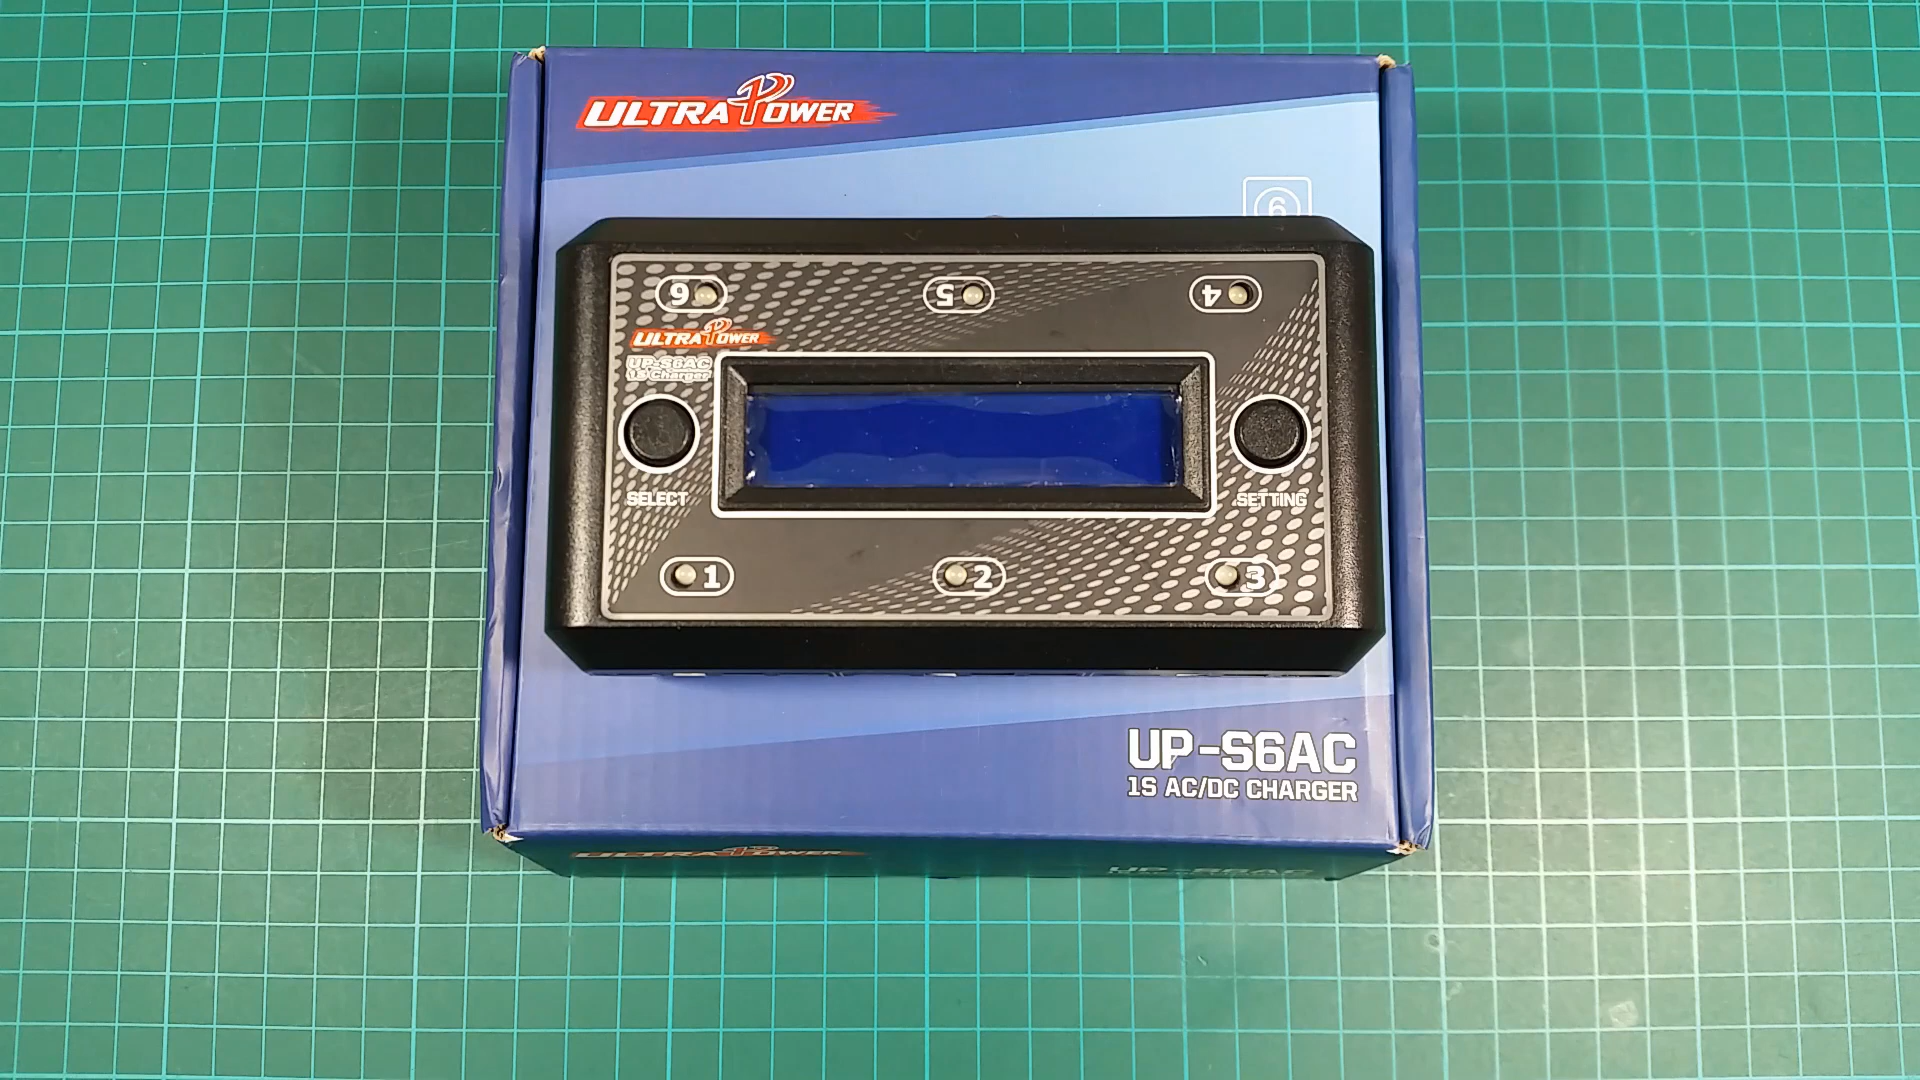 ULTRA POWER
6
6 5 4
ULTRA POWER
UP-S6AC
1S Charger
SELECT
SETTING
1 2 3
UP-S6AC
1S AC/DC CHARGER
ULTRA POWER
UP-S6AC